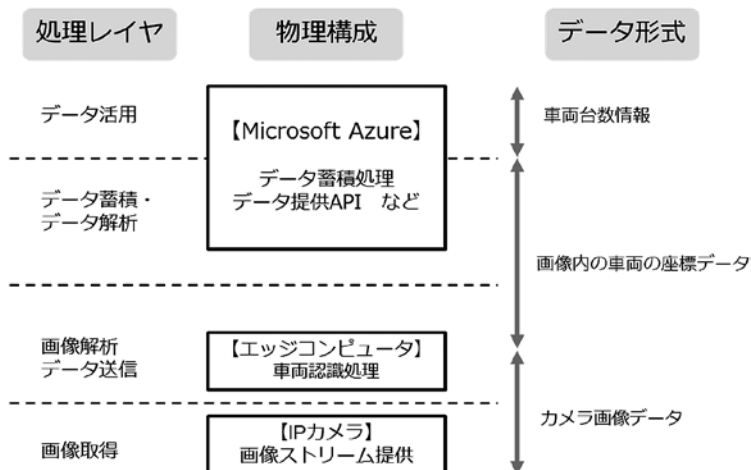 処理レイヤ
物理構成
データ形式
データ活用
【Microsoft Azure】
車両台数情報
データ蓄積・
データ解析
データ蓄積処理
データ提供API　など
画像内の車両の座標データ
画像解析
データ送信
【エッジコンピュータ】
車両認識処理
カメラ画像データ
画像取得
【IPカメラ】
画像ストリーム提供